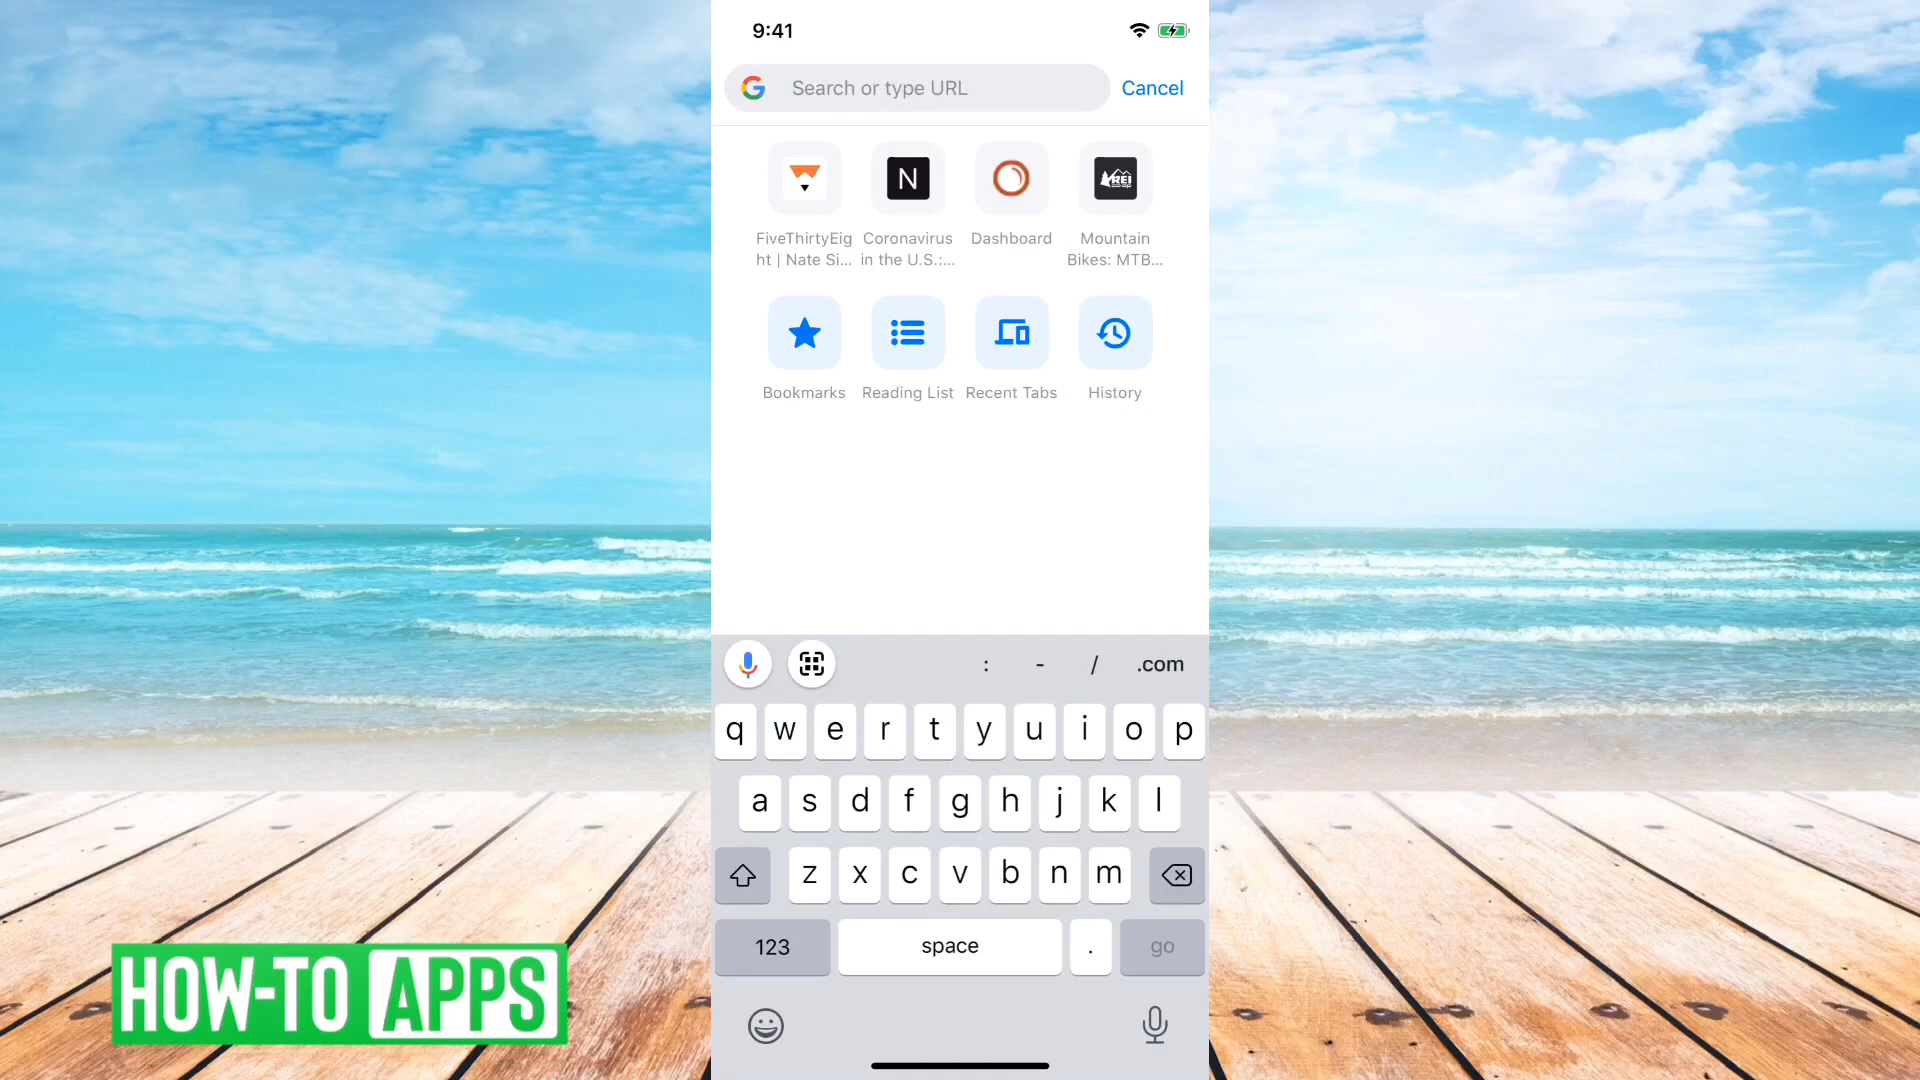 9:41
Search or type URL
Cancel
N
REI
FiveThirtyEig
ht | Nate Si...
Coronavirus
in the U.S.:...
Dashboard
Mountain
Bikes: MTB...
Bookmarks
Reading List
Recent Tabs
History
: - / .com
q w e r t y u i o p
a s d f g h j k l
z x c v b n m
123 space . go
HOW-TO APPS